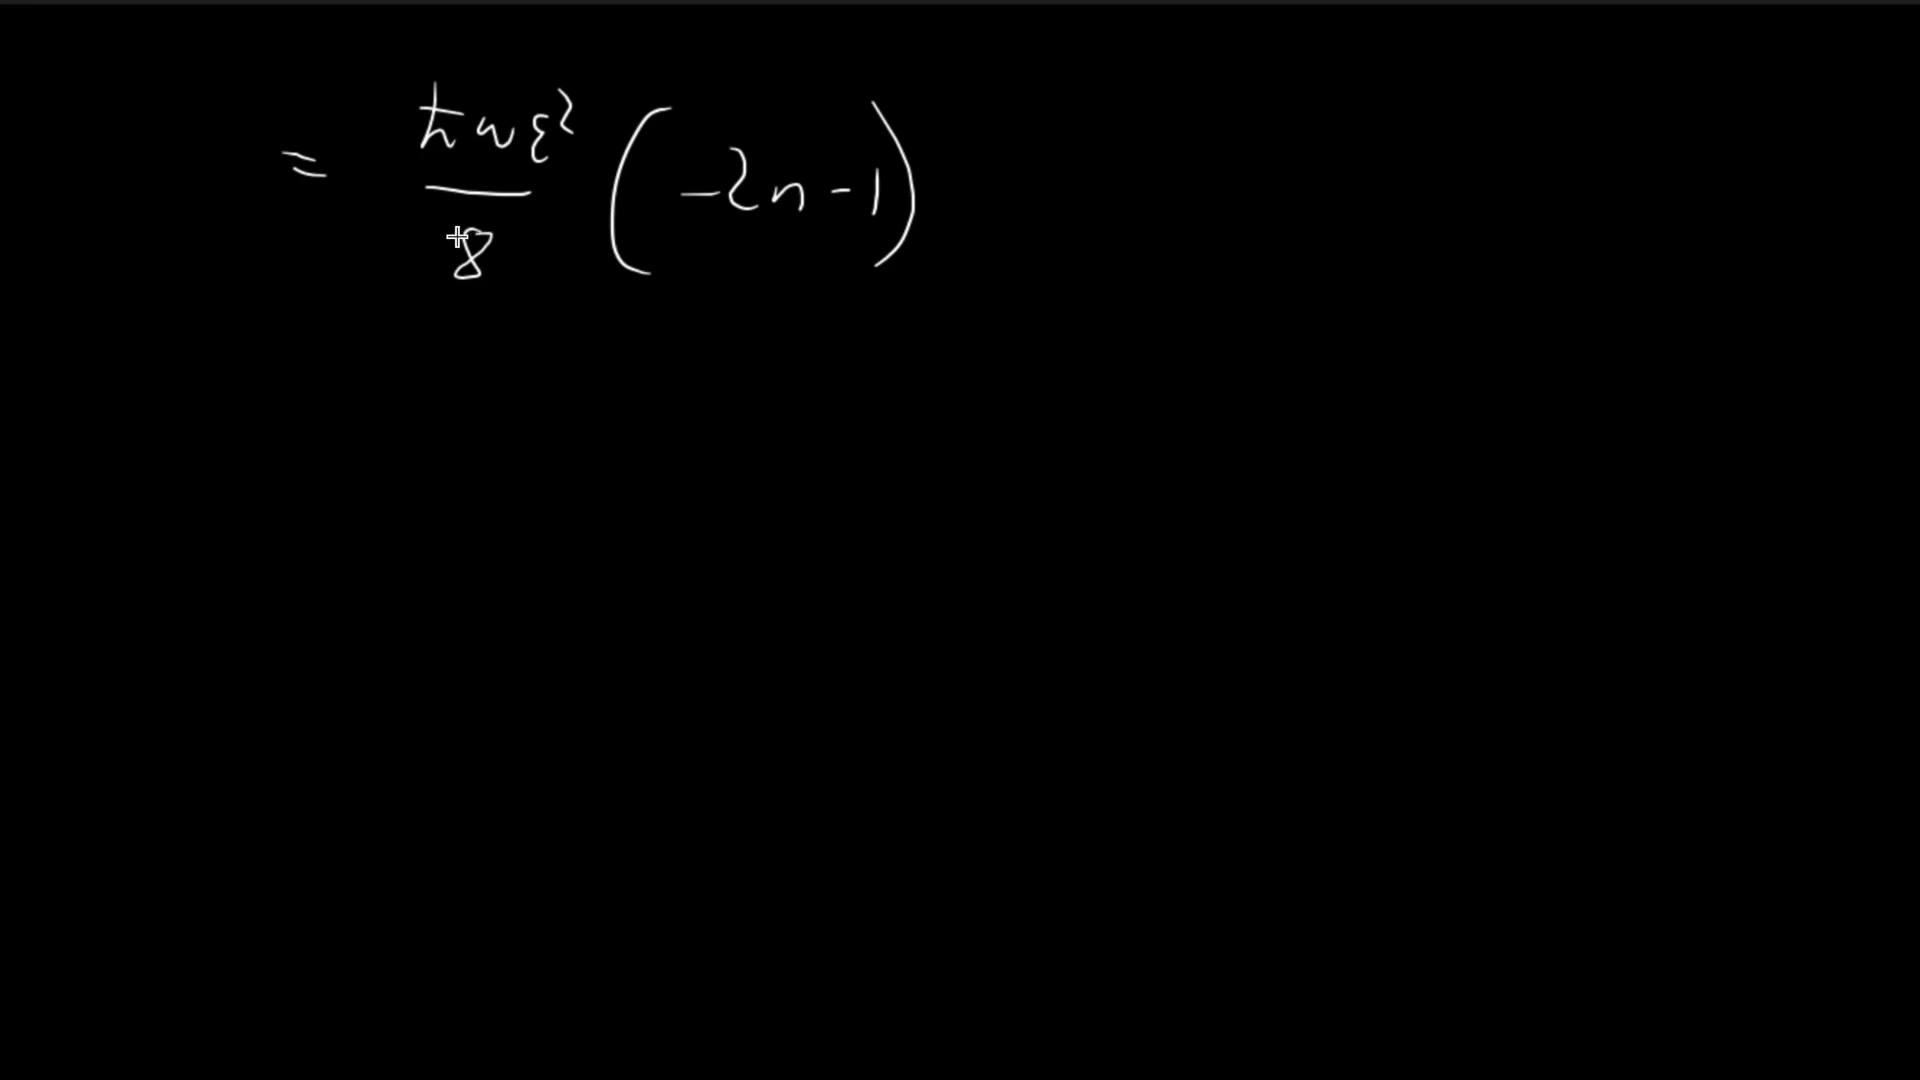 = ħωε²/8 (-2n - 1)